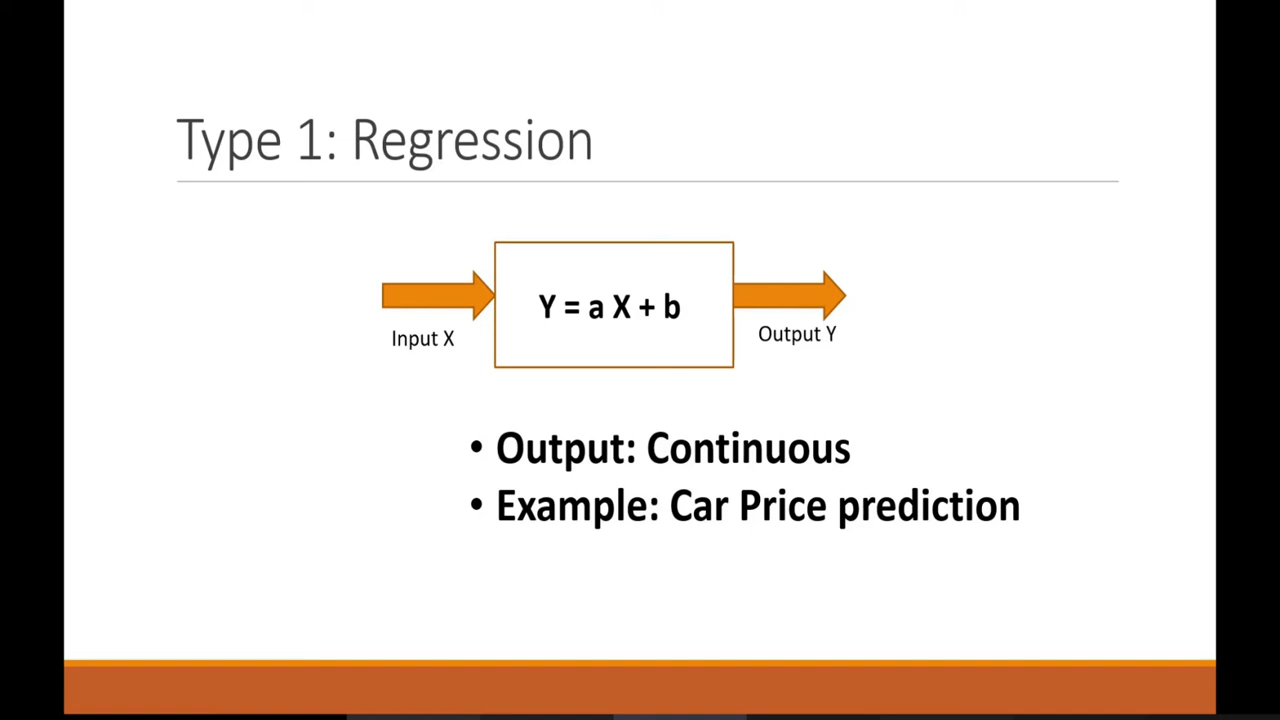 Type 1: Regression
Y = a X + b
Input X
Output Y
• Output: Continuous
• Example: Car Price prediction